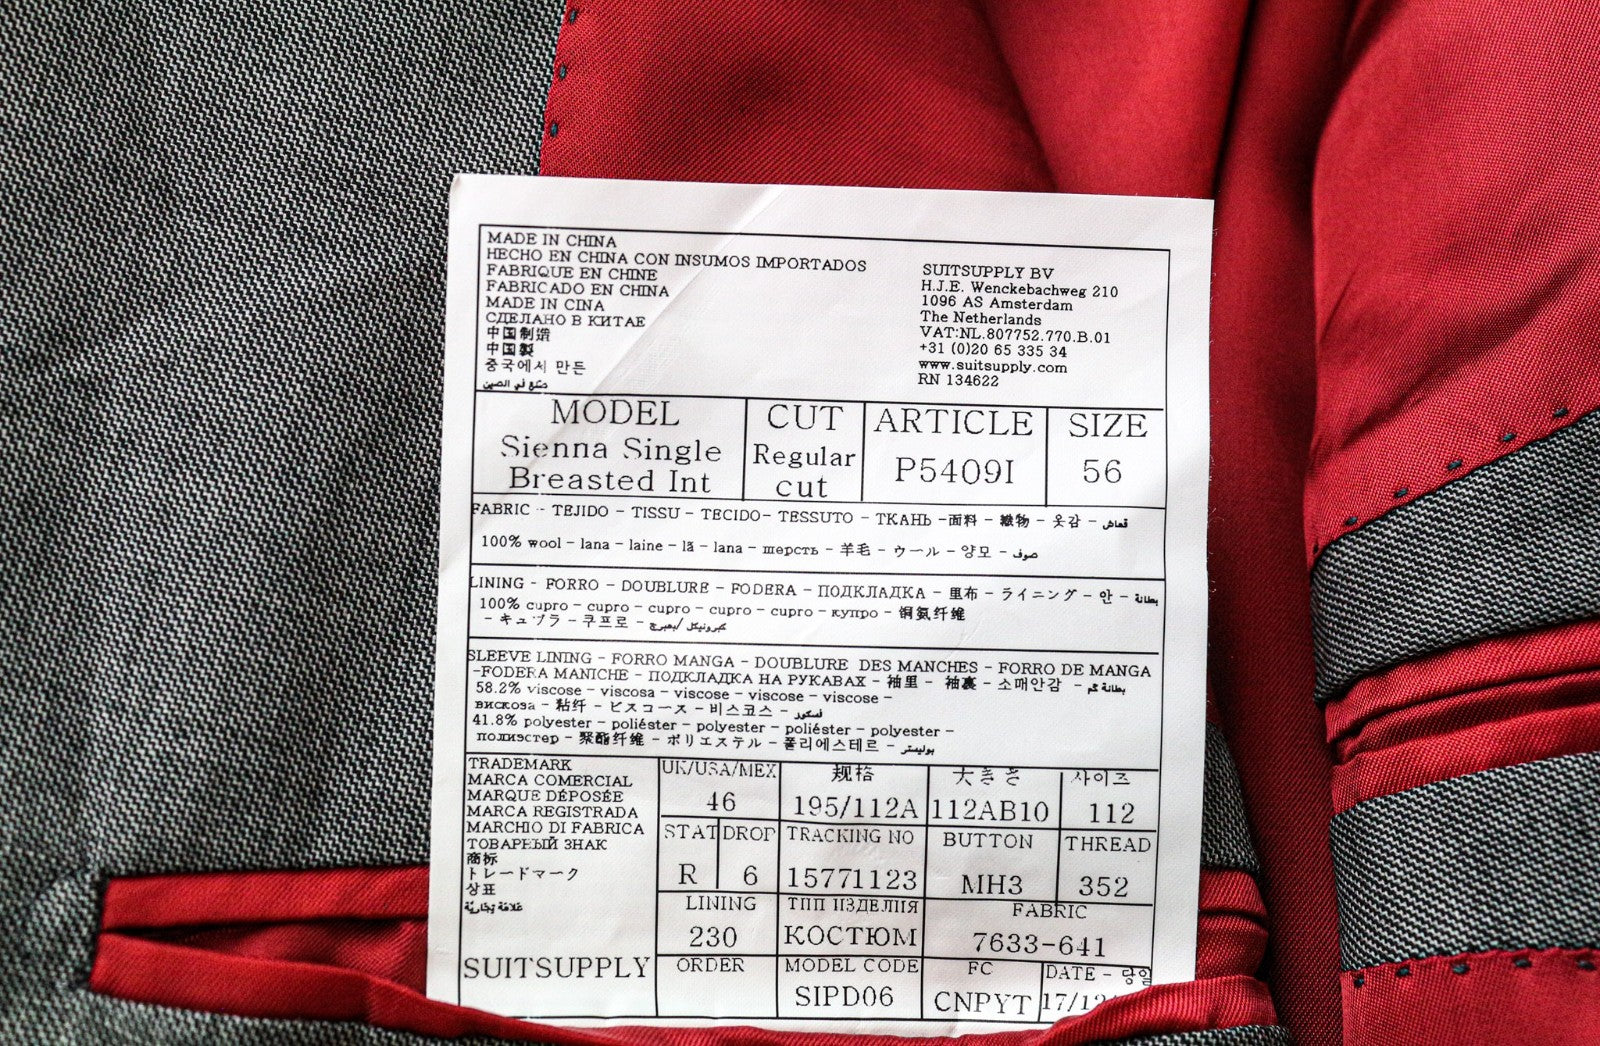 MADE IN CHINA
HECHO EN CHINA CON INSUMOS IMPORTADOS
FABRIQUE EN CHINE
FABRICADO EN CHINA
MADE IN CINA
СДЕЛАНО В КИТАЕ
中国制造
中国製
중국에서 만든
صنع في الصين
SUITSUPPLY BV
H.J.E. Wenckebachweg 210
1096 AS Amsterdam
The Netherlands
VAT:NL.807752.770.B.01
+31 (0)20 65 335 34
www.suitsupply.com
RN 134622
MODEL
Sienna Single
Breasted Int
CUT
Regular
cut
ARTICLE
P5409I
SIZE
56
FABRIC - TEJIDO - TISSU - TECIDO- TESSUTO - ТКАНЬ -面料 - 織物 - 옷감 - قماش
100% wool - lana - laine - lã - lana - шерсть - 羊毛 - ウール - 양모 - صوف
LINING - FORRO - DOUBLURE - FODERA - ПОДКЛАДКА - 里布 - ライニング - 안 - بطانة
100% cupro - cupro - cupro - cupro - cupro - купро - 铜氨纤维
- キュプラ - 쿠프로 -
SLEEVE LINING - FORRO MANGA - DOUBLURE DES MANCHES - FORRO DE MANGA
-FODERA MANICHE - ПОДКЛАДКА НА РУКАВАХ - 袖里 - 袖裏 - 소매안감 - بطانة كم
58.2% viscose - viscosa - viscose - viscose - viscose -
вискоза - 粘纤 - ビスコース - 비스코스 - فسكوز
41.8% polyester - poliéster - polyester - poliéster - polyester -
полиэстер - 聚酯纤维 - ポリエステル - 폴리에스테르 - بوليستر
TRADEMARK
MARCA COMERCIAL
MARQUE DÉPOSÉE
MARCA REGISTRADA
MARCHIO DI FABRICA
ТОВАРНЫЙ ЗНАК
商标
トレードマーク
상표
علامة تجارية
SUITSUPPLY
UK/USA/MEX
46
规格
195/112A
大きさ
112AB10
사이즈
112
STAT
R
DROP
6
TRACKING NO
15771123
BUTTON
MH3
THREAD
352
LINING
230
ТИП ИЗДЕЛИЯ
КОСТЮМ
FABRIC
7633-641
ORDER
MODEL CODE
SIPD06
FC
CNPYT
DATE - 당일
17/12